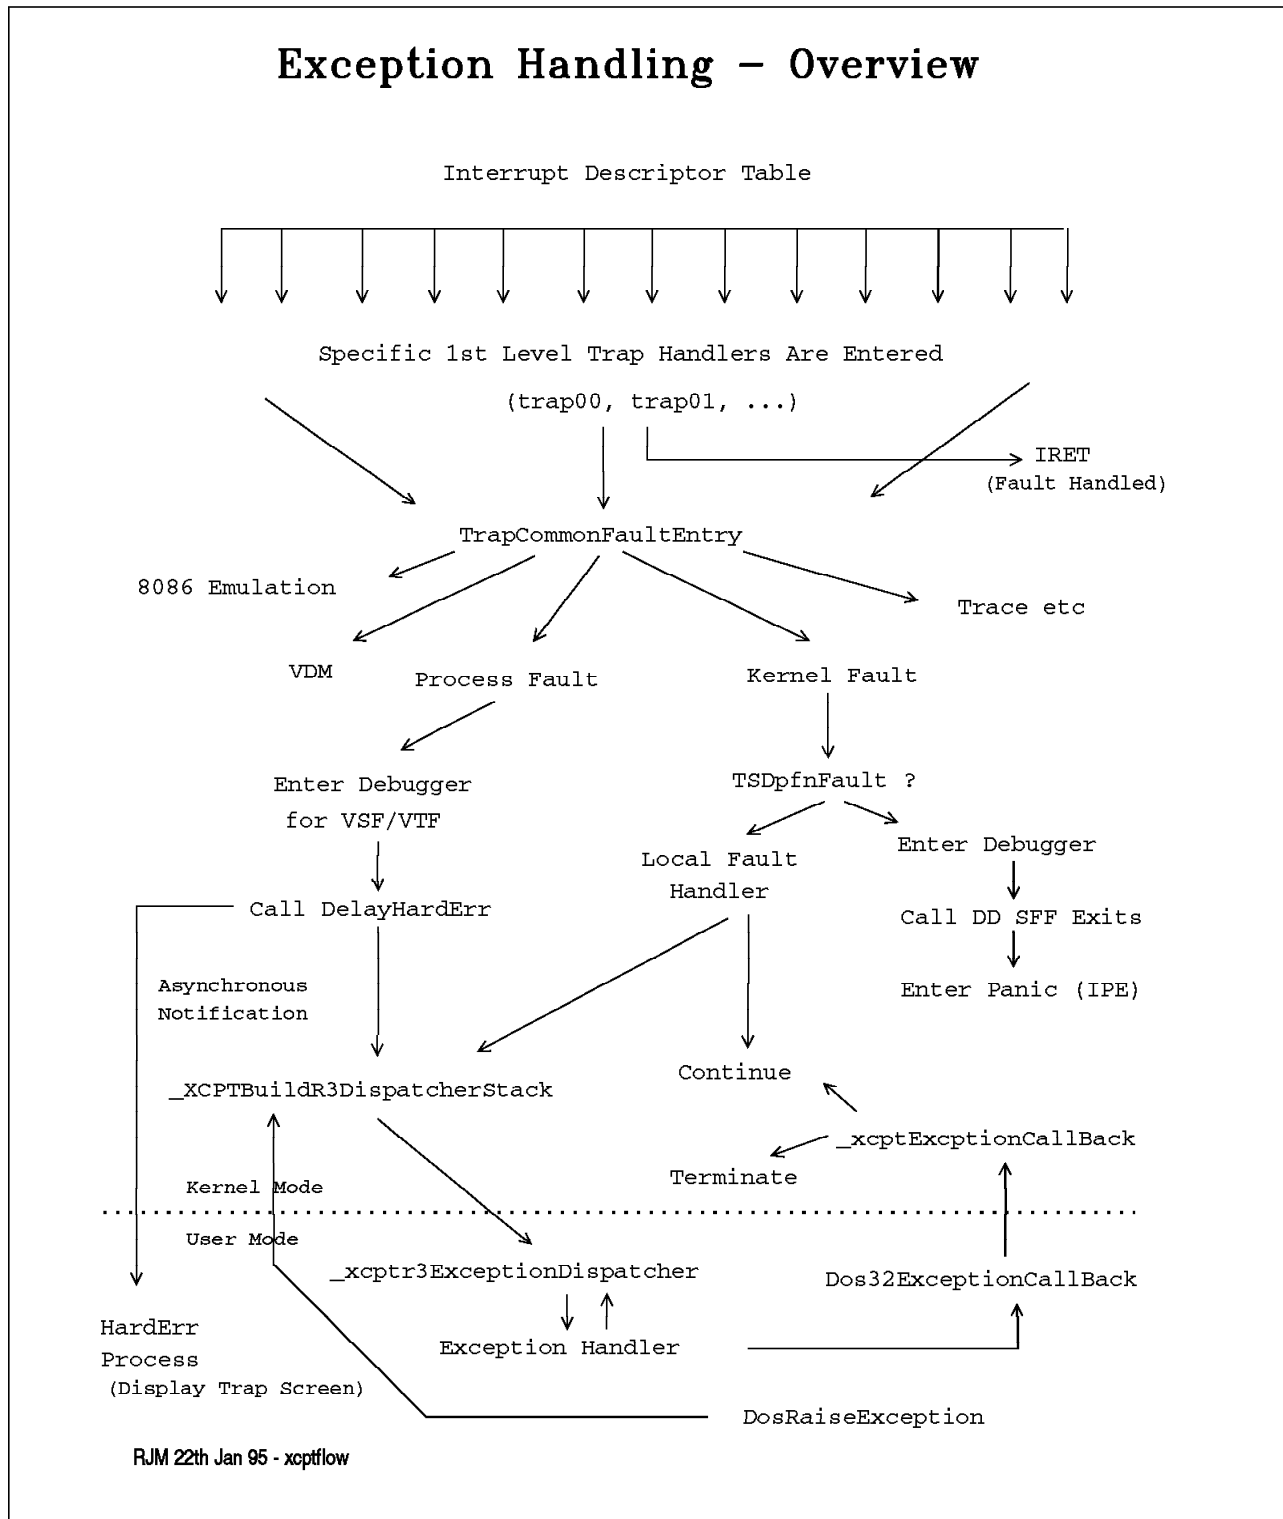 Exception Handling – Overview
Interrupt Descriptor Table
Specific 1st Level Trap Handlers Are Entered
(trap00, trap01, ...)
IRET
(Fault Handled)
TrapCommonFaultEntry
8086 Emulation
Trace etc
VDM
Process Fault
Kernel Fault
Enter Debugger
for VSF/VTF
TSDpfnFault ?
Local Fault
Handler
Enter Debugger
Call DelayHardErr
Call DD SFF Exits
Asynchronous
Notification
Enter Panic (IPE)
Continue
_XCPTBuildR3DispatcherStack
_xcptExcptionCallBack
Terminate
Kernel Mode
User Mode
_xcptr3ExceptionDispatcher
Dos32ExceptionCallBack
HardErr
Process
(Display Trap Screen)
Exception Handler
DosRaiseException
RJM 22th Jan 95 - xcptflow